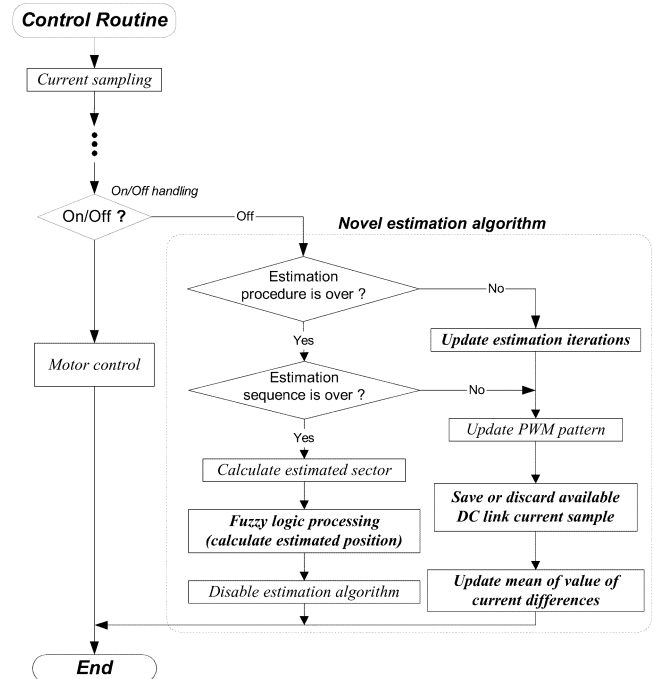 Control Routine
Current sampling
On/Off handling
On/Off ?
Off
Novel estimation algorithm
Estimation
procedure is over ?
No
Yes
Update estimation iterations
Motor control
Estimation
sequence is over ?
No
Yes
Update PWM pattern
Calculate estimated sector
Save or discard available
DC link current sample
Fuzzy logic processing
(calculate estimated position)
Disable estimation algorithm
Update mean of value of
current differences
End